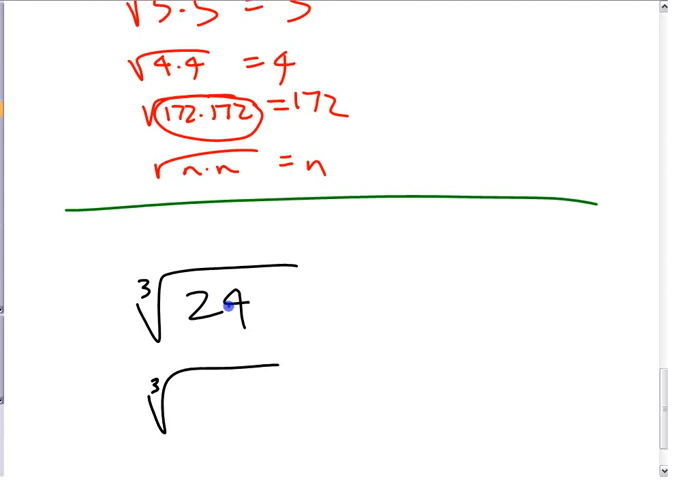 √5·5 = 5
√4·4 = 4
√172·172 = 172
√n·n = n
∛24
∛